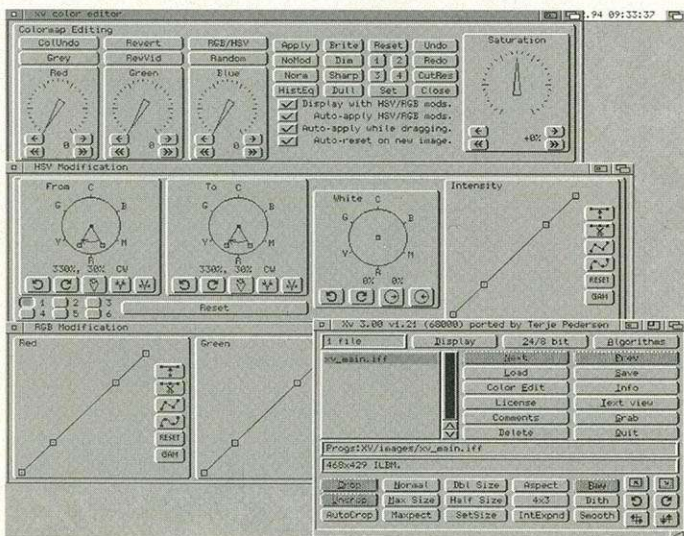 xv color editor
.94 09:33:37
Colormap Editing
ColUndo Revert RGB/HSV
Grey RevVid Random
Red Green Blue
0 0 0
Apply Brite Reset Undo
NoMod Dim 1 2 Redo
Norm Sharp 3 4 CutRes
HistEq Dull Set Close
Display with HSV/RGB mods.
Auto-apply HSV/RGB mods.
Auto-apply while dragging.
Auto-reset on new image.
Saturation
+0%
HSV Modification
From
C
G B
Y M
A
330%, 30% CW
To
C
G B
Y M
A
330%, 30% CW
White
C
G B
Y M
A
0% 0%
Intensity
RESET
GAM
1 2 3
4 5 6
Reset
RGB Modification
Red
RESET
GAM
Green
Xv 3.00 v1.21 (68000) ported by Terje Pedersen
1 file Display 24/8 bit Algorithms
xv_main.iff
Next Prev
Load Save
Color Edit Info
License Text view
Comments Grab
Delete Quit
Progs:XV/images/xv_main.iff
468x429 ILBM.
Crop Normal Dbl Size Aspect Raw
Uncrop Max Size Half Size 4x3 Dith
AutoCrop Maxpect SetSize IntExpnd Smooth